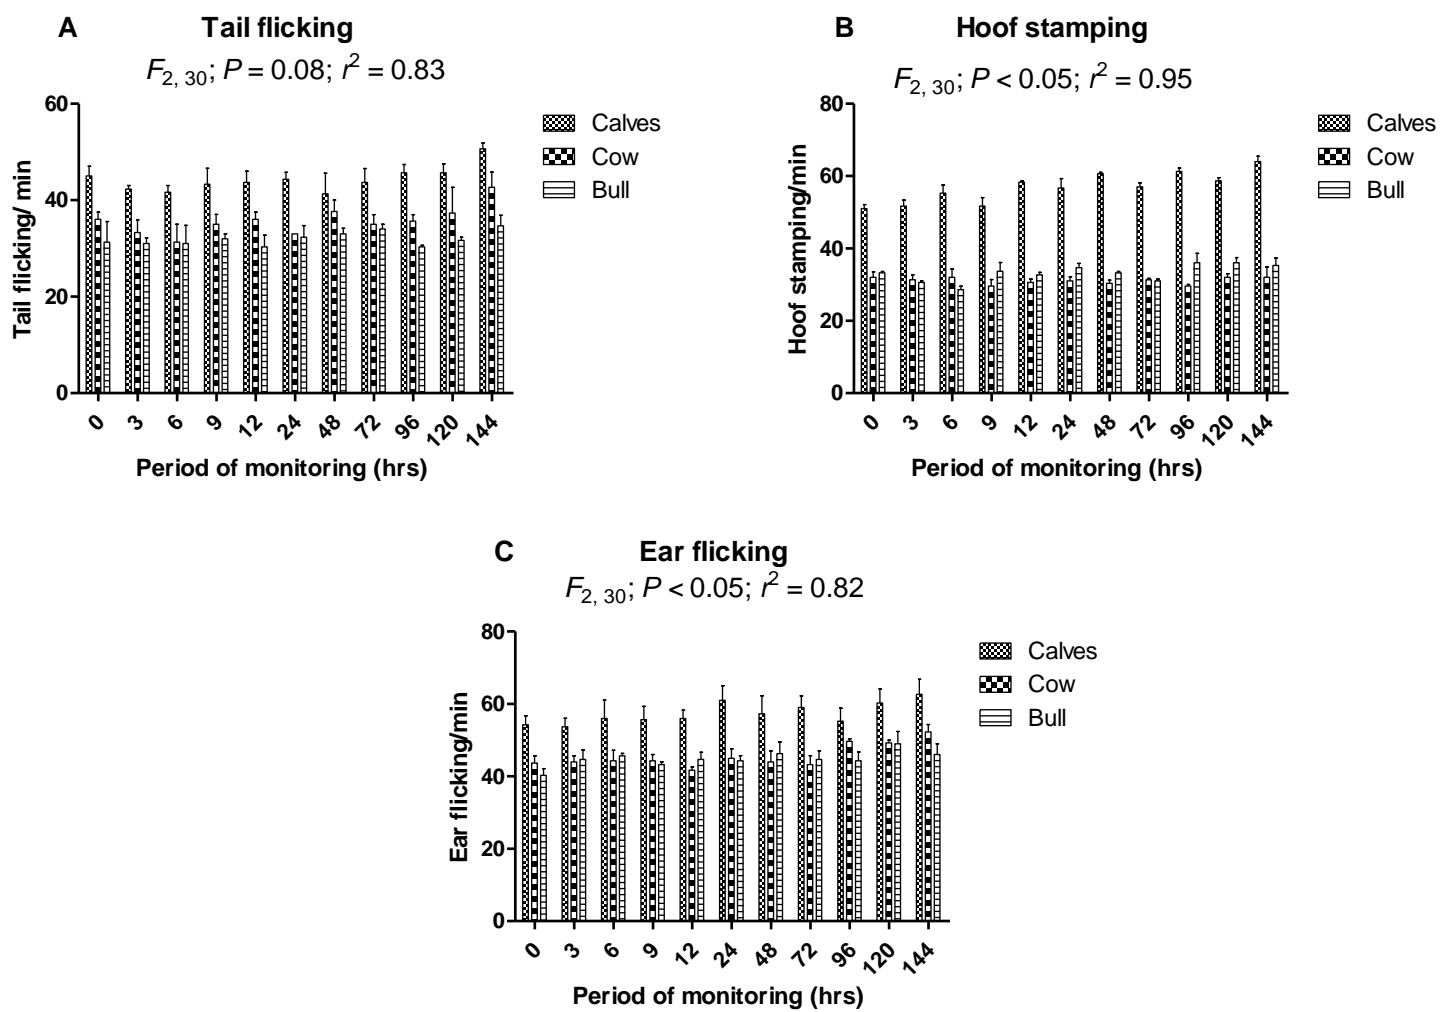 A Tail flicking
F2, 30; P = 0.08; r2 = 0.83
Tail flicking/ min
60
40
20
0
0 3 6 9 12 24 48 72 96 120 144
Period of monitoring (hrs)
Calves
Cow
Bull
B Hoof stamping
F2, 30; P < 0.05; r2 = 0.95
Hoof stamping/min
80
60
40
20
0
0 3 6 9 12 24 48 72 96 120 144
Period of monitoring (hrs)
Calves
Cow
Bull
C Ear flicking
F2, 30; P < 0.05; r2 = 0.82
Ear flicking/min
80
60
40
20
0
0 3 6 9 12 24 48 72 96 120 144
Period of monitoring (hrs)
Calves
Cow
Bull